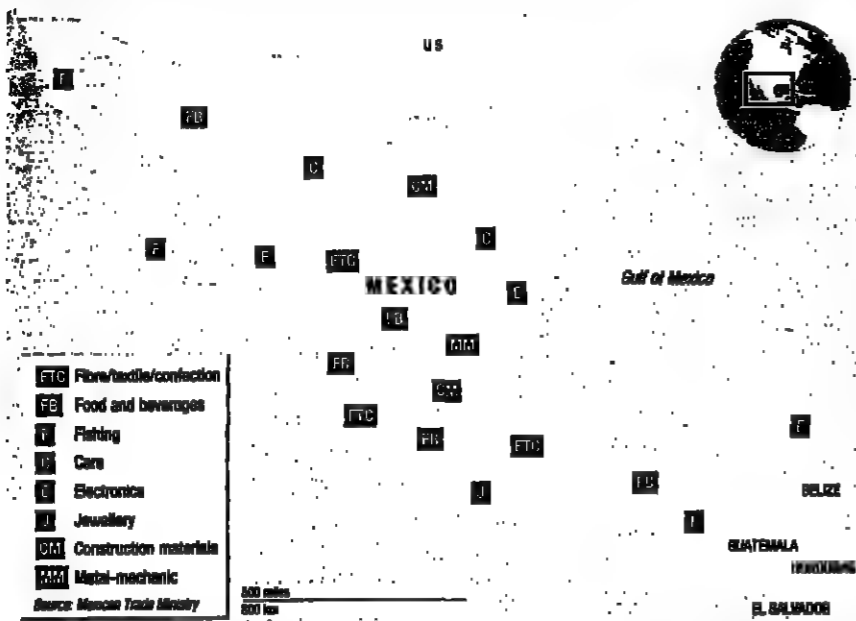 US
FB
C
CM
F
F
FTC
C
MEXICO
Gulf of Mexico
E
FB
MM
FB
CM
FTC
FB
FTC
F
FB
J
BELIZE
GUATEMALA
HONDURAS
EL SALVADOR
FTC Fibre/textile/confection
FB Food and beverages
F Fishing
C Cars
E Electronics
J Jewellery
CM Construction materials
MM Metal-mechanic
Source: Mexican Trade Ministry
500 miles
800 km